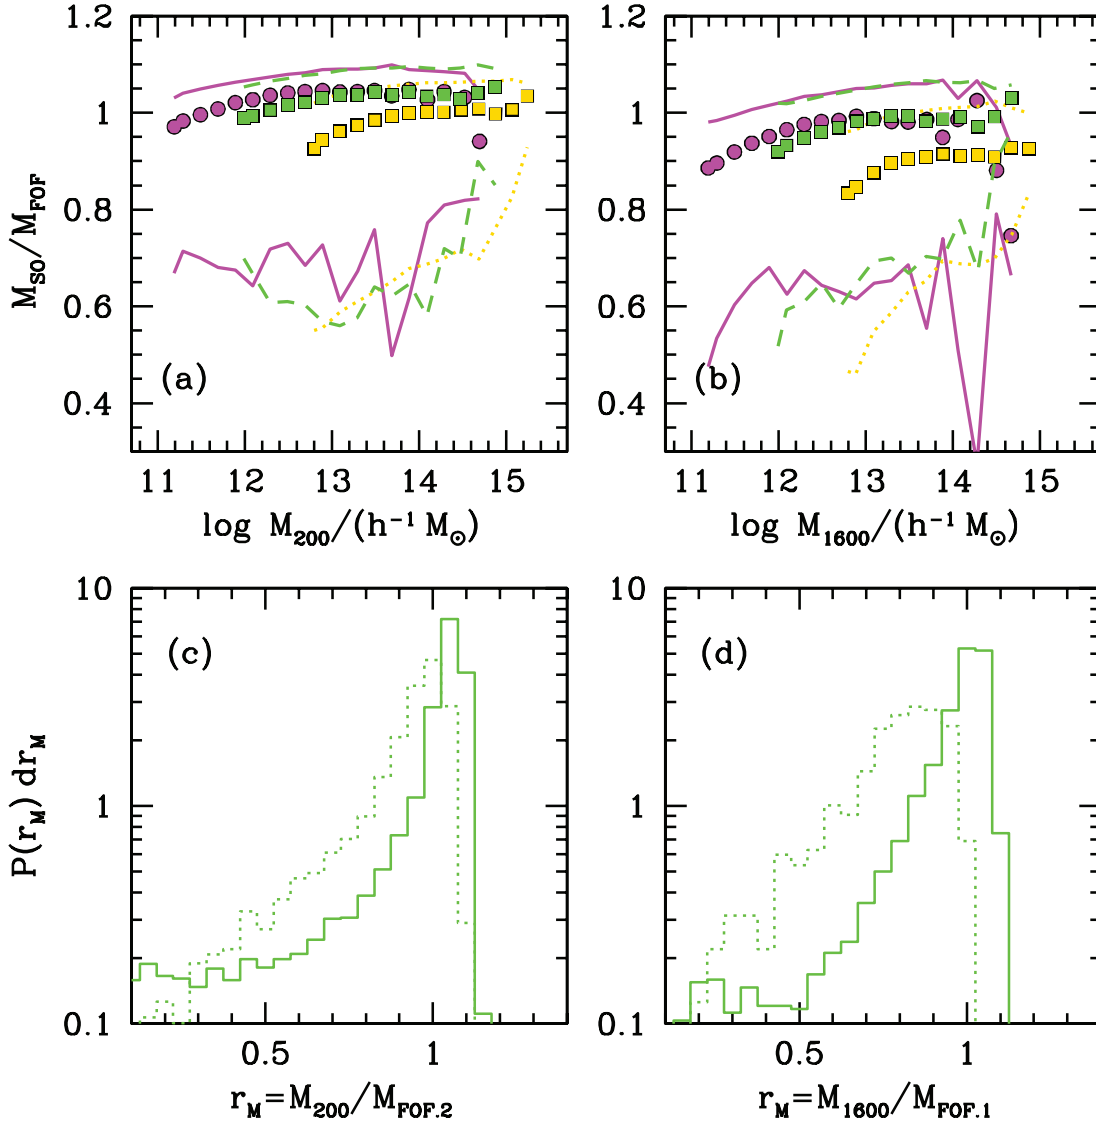 1.2
1
0.8
0.6
0.4
M_SO/M_FOF
(a)
11 12 13 14 15
log M_200/(h^-1 M_⊙)
1.2
1
0.8
0.6
0.4
(b)
11 12 13 14 15
log M_1600/(h^-1 M_⊙)
10
1
0.1
P(r_M) dr_M
(c)
0.5 1
r_M=M_200/M_FOF.2
10
1
0.1
(d)
0.5 1
r_M=M_1600/M_FOF.1